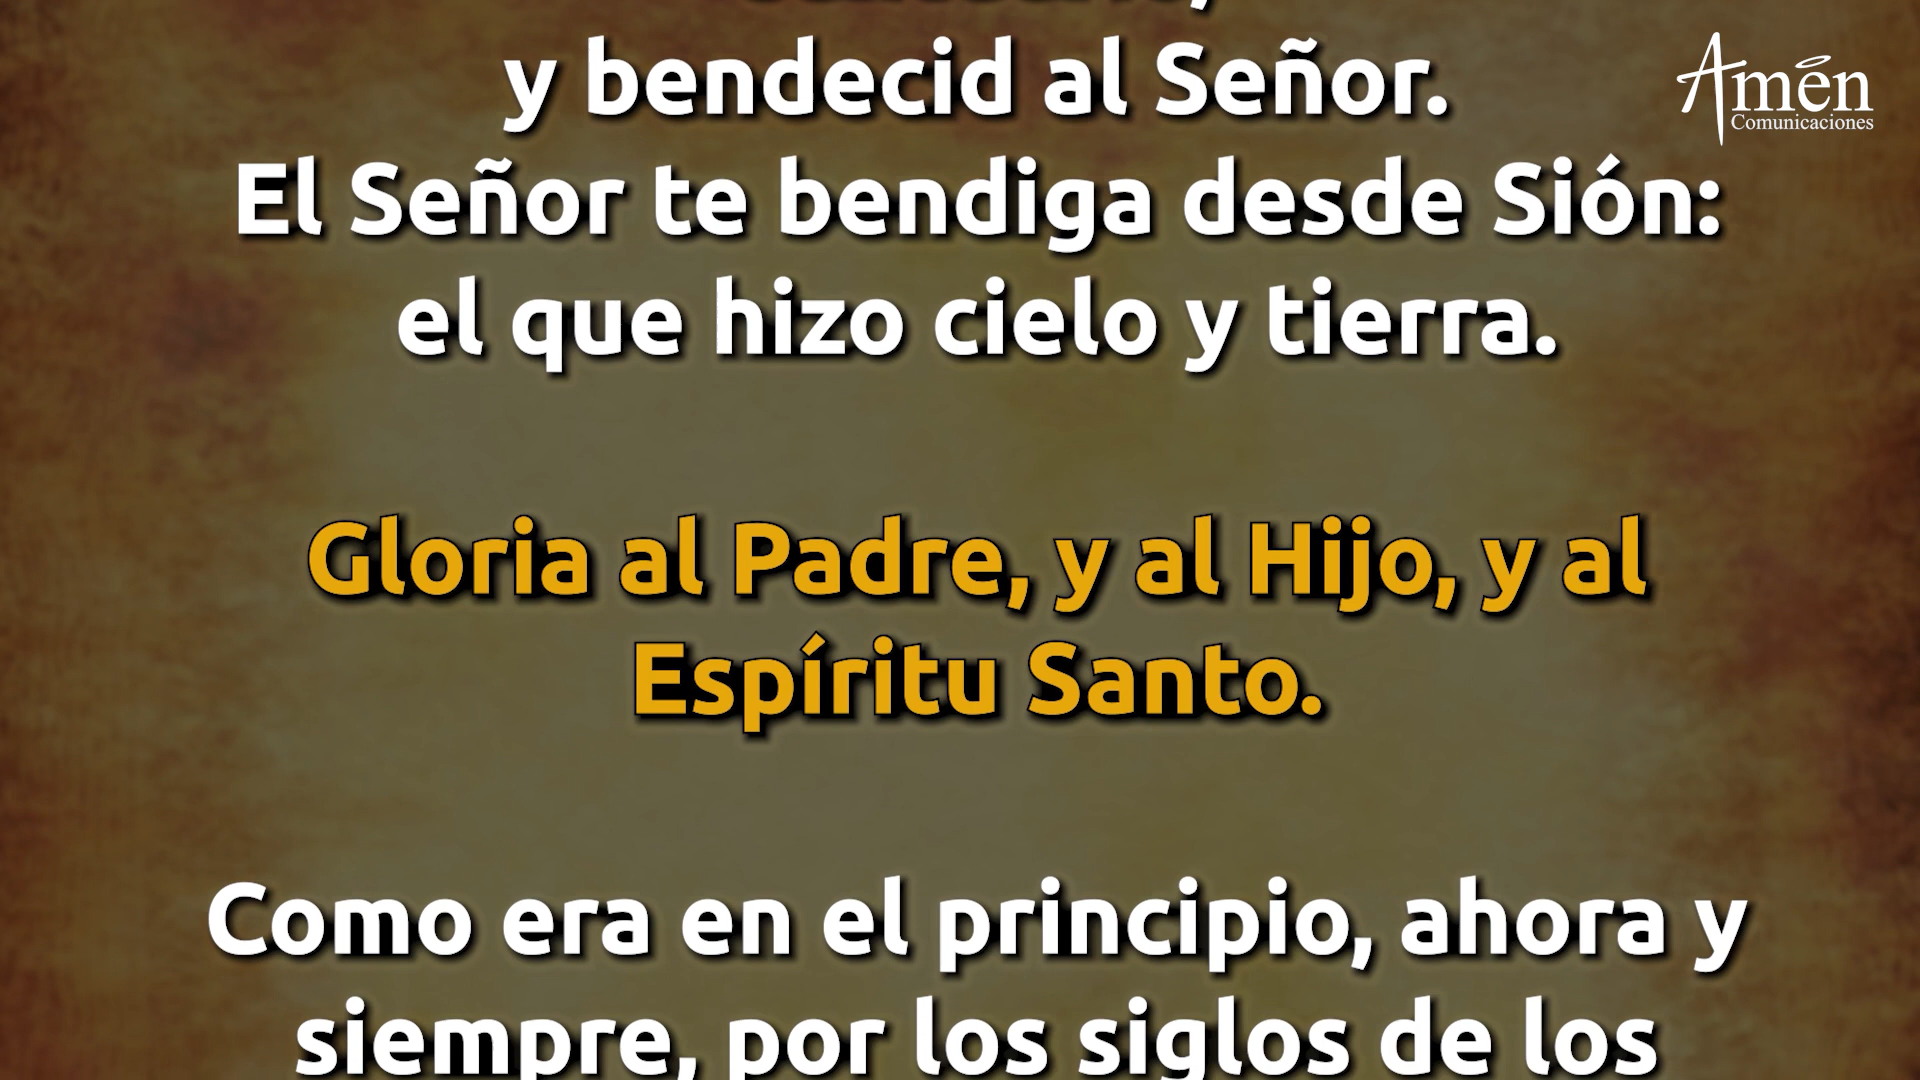 y bendecid al Señor.
El Señor te bendiga desde Sión:
el que hizo cielo y tierra.
Gloria al Padre, y al Hijo, y al
Espíritu Santo.
Como era en el principio, ahora y
siempre, por los siglos de los
Amén
Comunicaciones